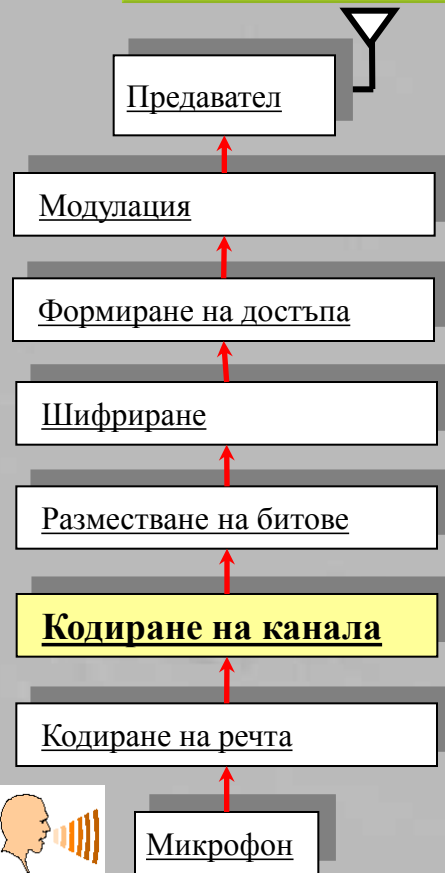 Предавател
Модулация
Формиране на достъпа
Шифриране
Разместване на битове
Кодиране на канала
Кодиране на речта
Микрофон